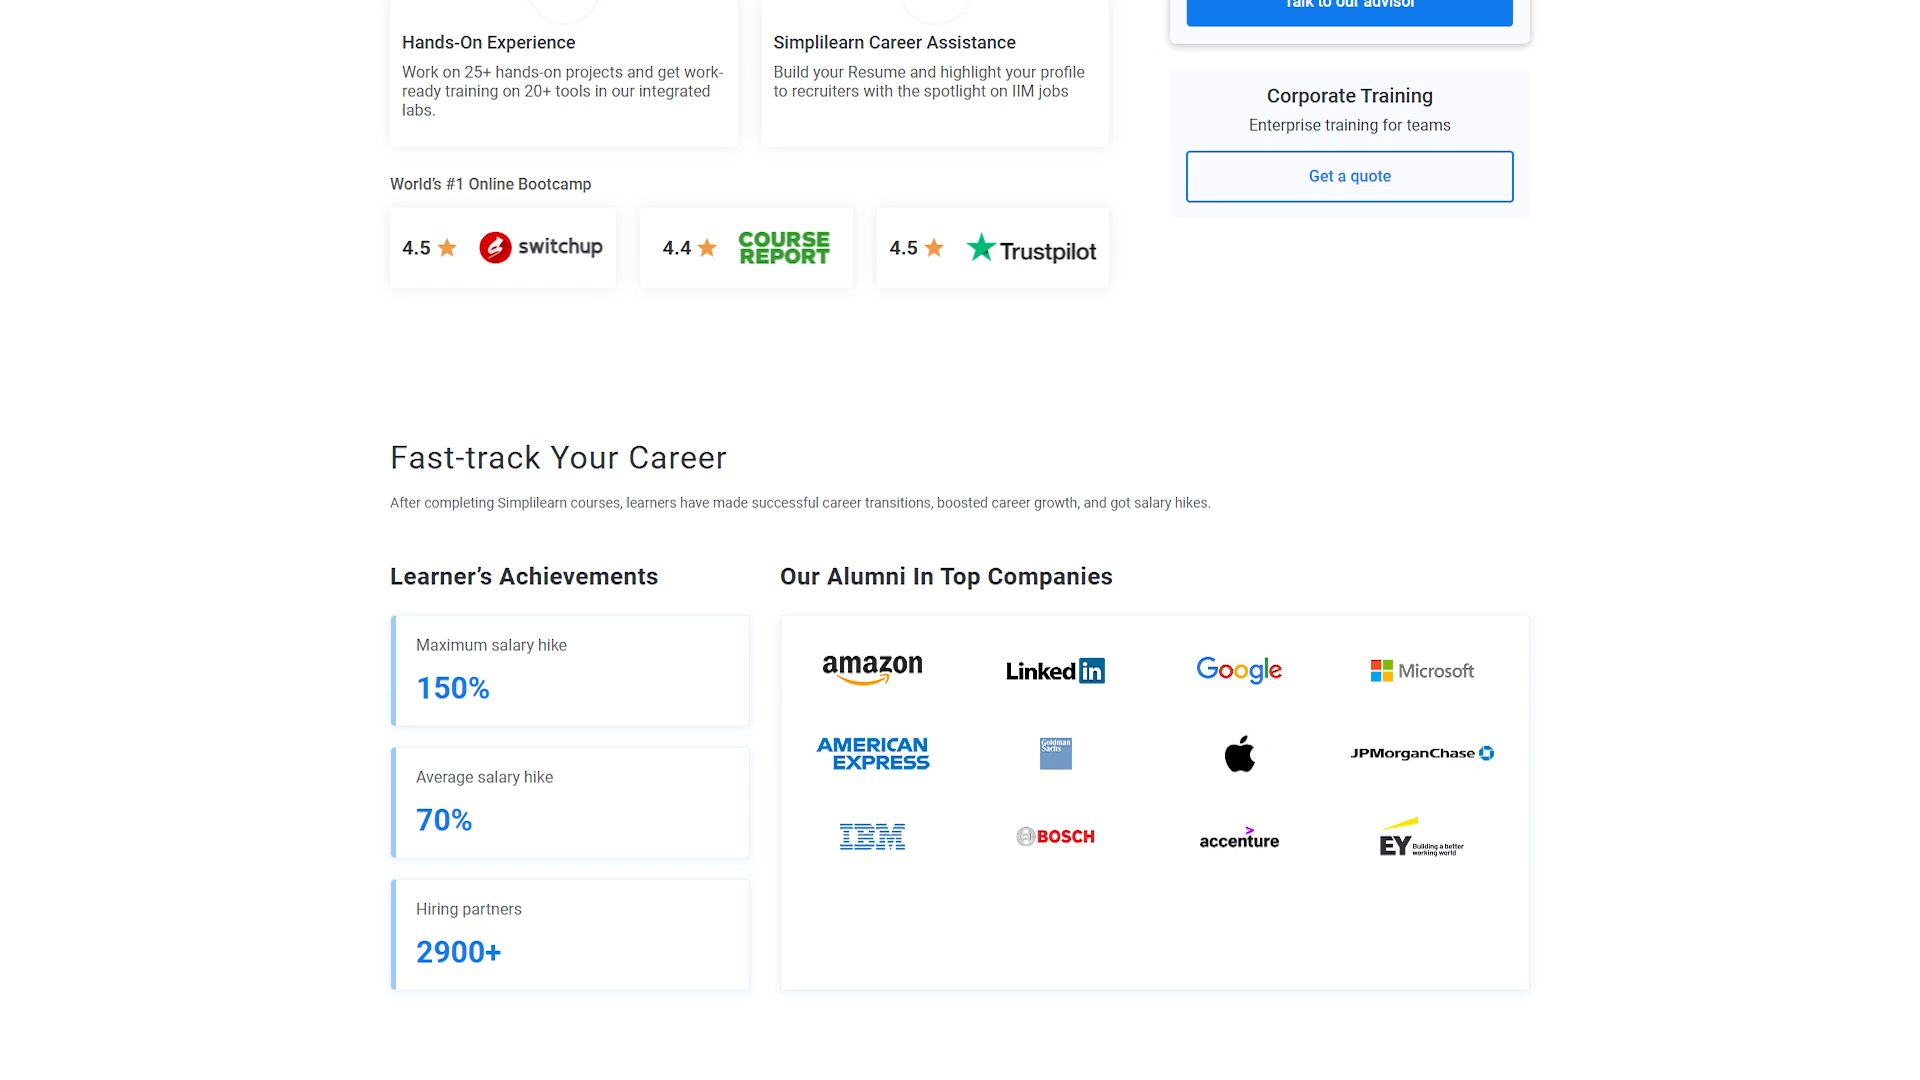 Talk to our advisor
Hands-On Experience
Work on 25+ hands-on projects and get work-
ready training on 20+ tools in our integrated
labs.
Simplilearn Career Assistance
Build your Resume and highlight your profile
to recruiters with the spotlight on IIM jobs
Corporate Training
Enterprise training for teams
Get a quote
World's #1 Online Bootcamp
4.5 switchup
4.4 COURSE
REPORT
4.5 Trustpilot
Fast-track Your Career
After completing Simplilearn courses, learners have made successful career transitions, boosted career growth, and got salary hikes.
Learner’s Achievements
Maximum salary hike
150%
Average salary hike
70%
Hiring partners
2900+
Our Alumni In Top Companies
amazon
Linked in
Google
Microsoft
AMERICAN
EXPRESS
Goldman
Sachs
JPMorganChase
IBM
BOSCH
accenture
EY Building a better
working world